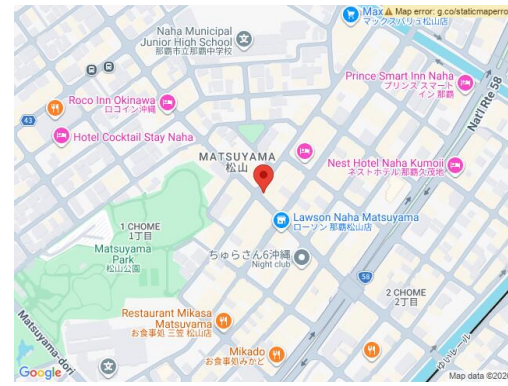 Max
マックスバリュ松山店
Map error: g.co/staticmaperro
Naha Municipal
Junior High School
那覇市立那覇中学校
Prince Smart Inn Naha
プリンス スマート
イン 那覇
Nat'l Rte 58
Roco Inn Okinawa
ロコイン沖縄
43
Hotel Cocktail Stay Naha
MATSUYAMA
松山
Nest Hotel Naha Kumoji
ネストホテル那覇久茂地
Lawson Naha Matsuyama
ローソン 那覇松山店
1 CHOME
1丁目
Matsuyama
Park
松山公園
ちゅらさん6沖縄
Night club
58
2 CHOME
2丁目
Restaurant Mikasa
Matsuyama
お食事処 三笠 松山店
Matsuyama-dori
Mikado
お食事処みかど
ゆいレール
Google
Map data ©2026